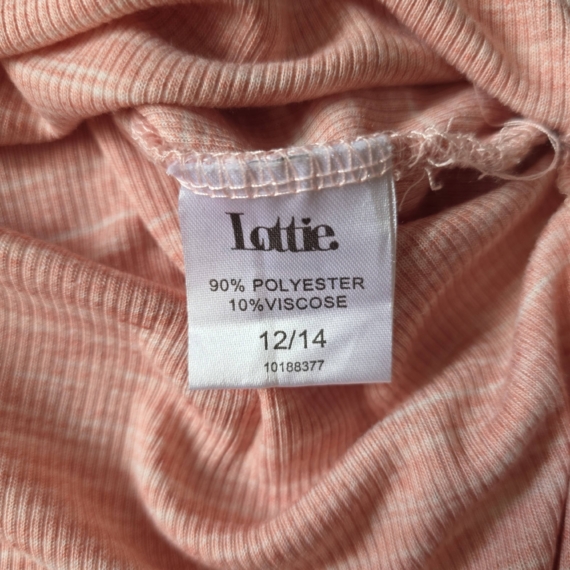 Lottie.
90% POLYESTER
10%VISCOSE
12/14
10188377